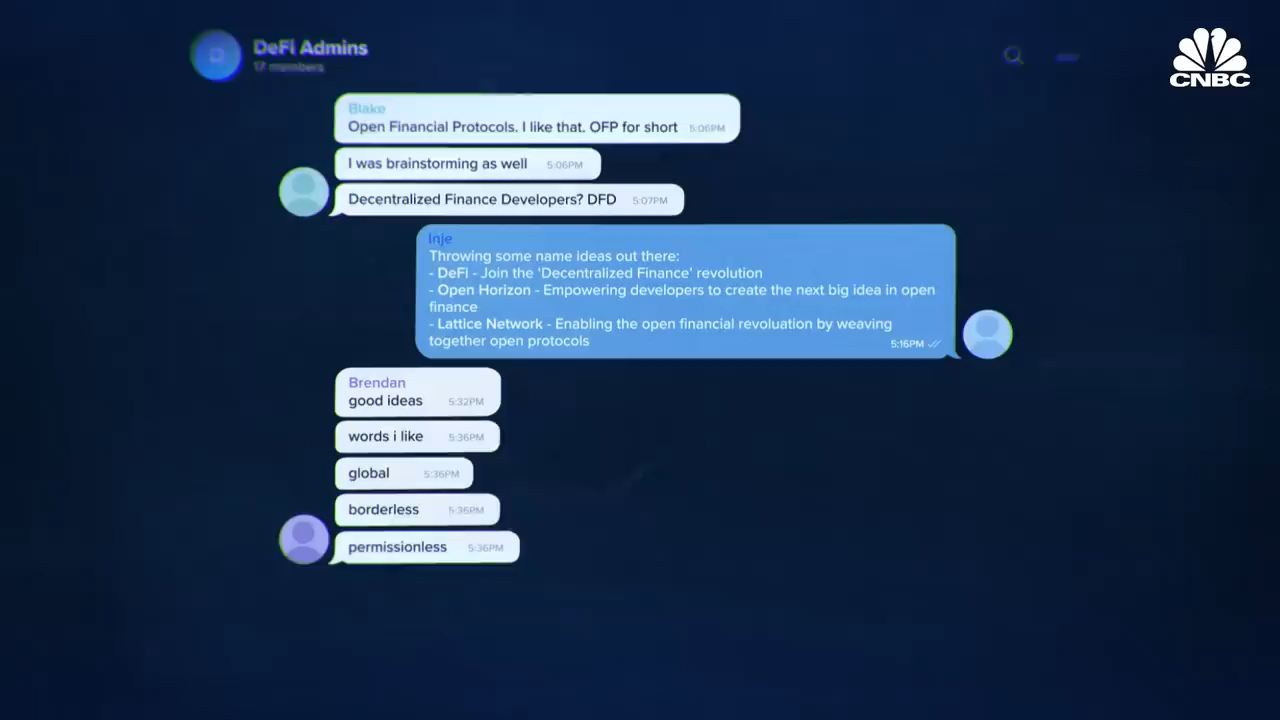 DeFi Admins
17 members
CNBC
Blake
Open Financial Protocols. I like that. OFP for short 5:06PM
I was brainstorming as well 5:06PM
Decentralized Finance Developers? DFD 5:07PM
Inje
Throwing some name ideas out there:
- DeFi - Join the 'Decentralized Finance' revolution
- Open Horizon - Empowering developers to create the next big idea in open
finance
- Lattice Network - Enabling the open financial revoluation by weaving
together open protocols 5:16PM
Brendan
good ideas 5:32PM
words i like 5:36PM
global 5:36PM
borderless 5:36PM
permissionless 5:36PM